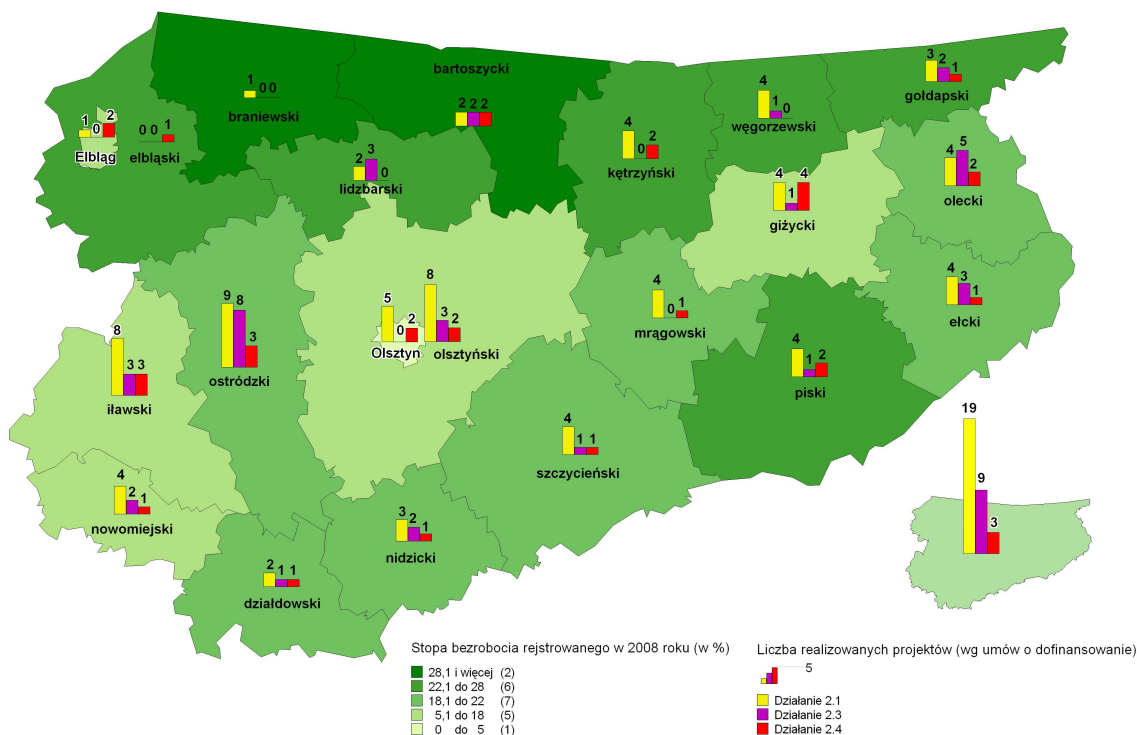 3
2
1
gołdapski
bartoszycki
2 2 2
1
0 0
braniewski
4
1
0
węgorzewski
1
0
2
Elbląg
0 0
1
elbląski
4
0
2
kętrzyński
2
3
0
lidzbarski
4
5
2
olecki
4
1
4
giżycki
4
3
1
ełcki
4
0
1
mrągowski
5
0
2
Olsztyn
8
3
2
olsztyński
9
8
3
ostródzki
8
3 3
iławski
4
1
2
piski
4
1 1
szczycieński
4
2
1
nowomiejski
3
2
1
nidzicki
2
1 1
działdowski
19
9
3
Stopa bezrobocia rejstrowanego w 2008 roku (w %)
28,1 i więcej (2)
22,1 do 28 (6)
18,1 do 22 (7)
5,1 do 18 (5)
0 do 5 (1)
Liczba realizowanych projektów (wg umów o dofinansowanie)
5
Działanie 2.1
Działanie 2.3
Działanie 2.4